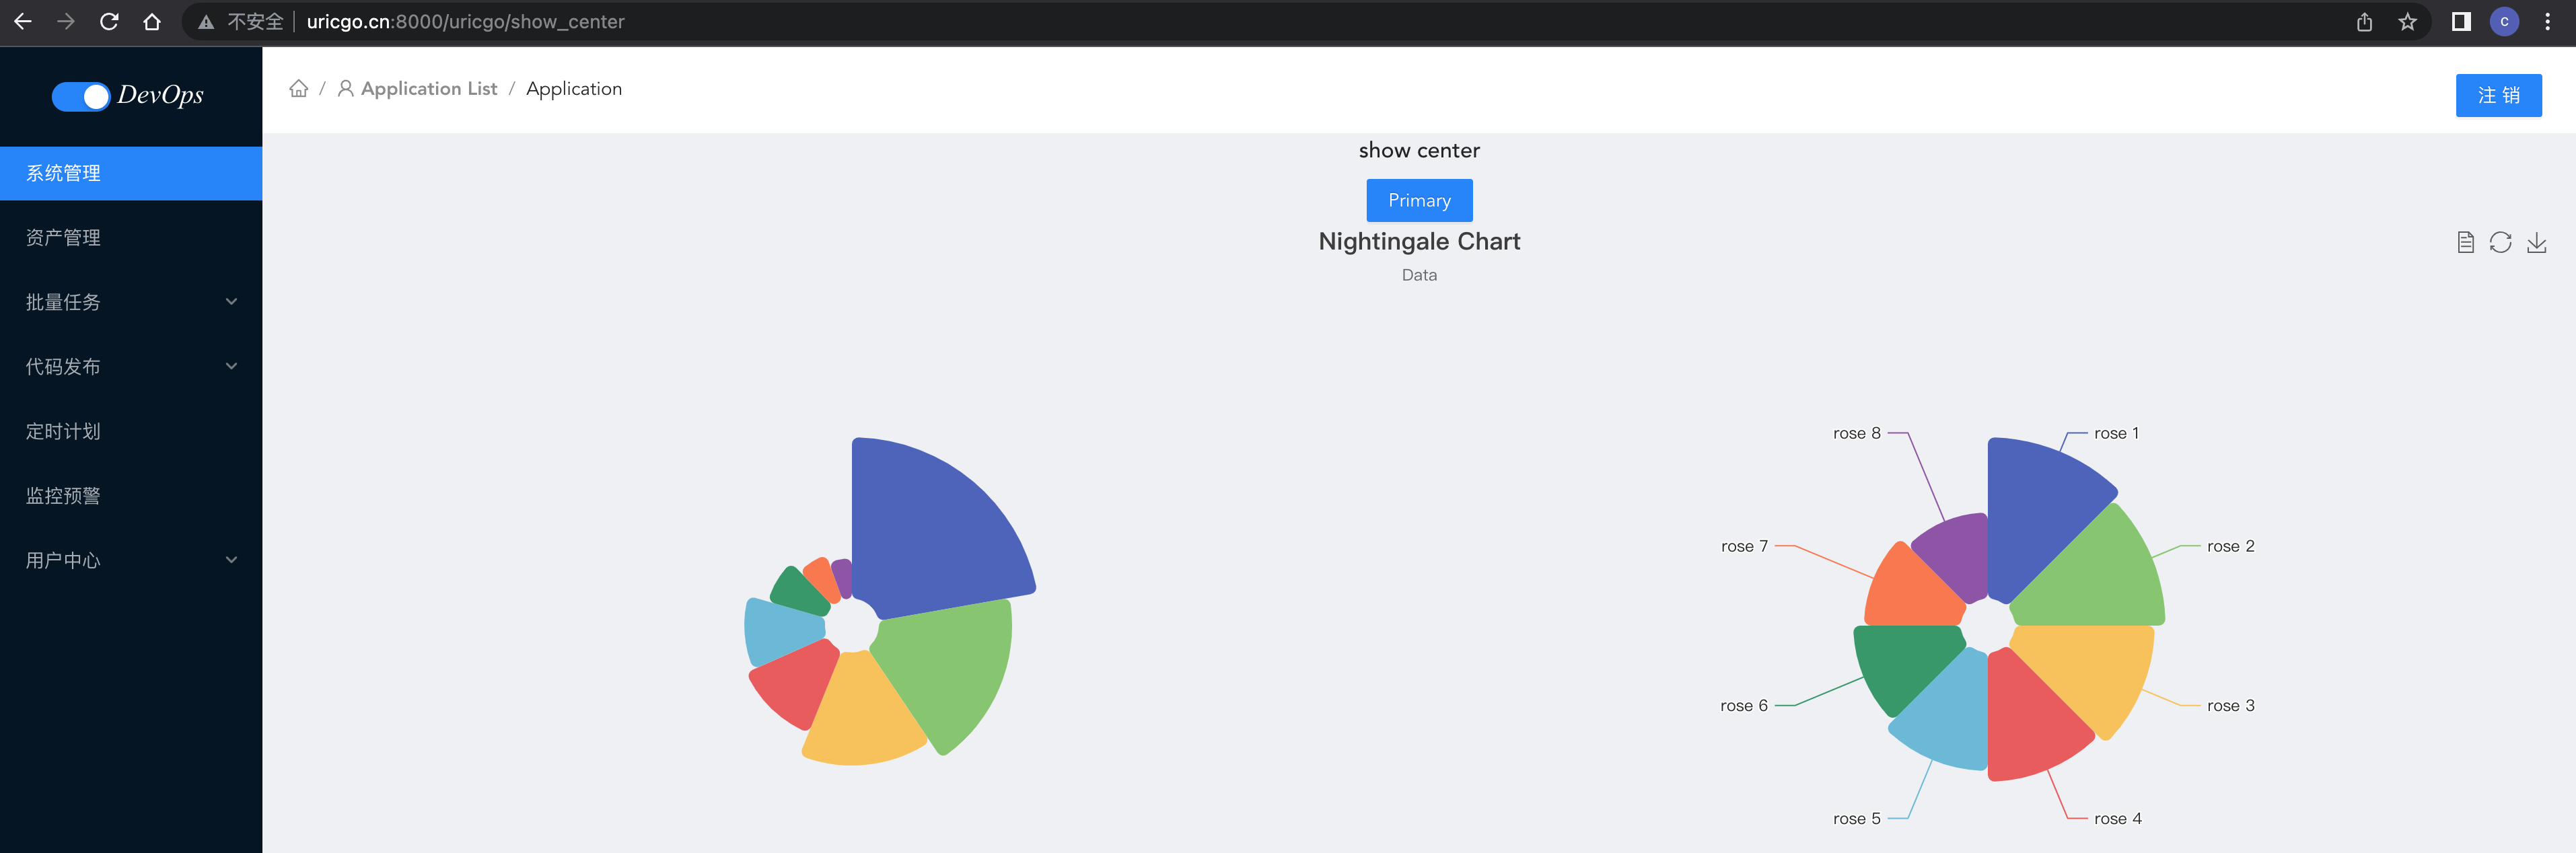 不安全 uricgo.cn:8000/uricgo/show_center
C
DevOps
/ Application List / Application
注 销
系统管理
资产管理
批量任务
代码发布
定时计划
监控预警
用户中心
show center
Primary
Nightingale Chart
Data
rose 8
rose 1
rose 7
rose 2
rose 6
rose 3
rose 5
rose 4